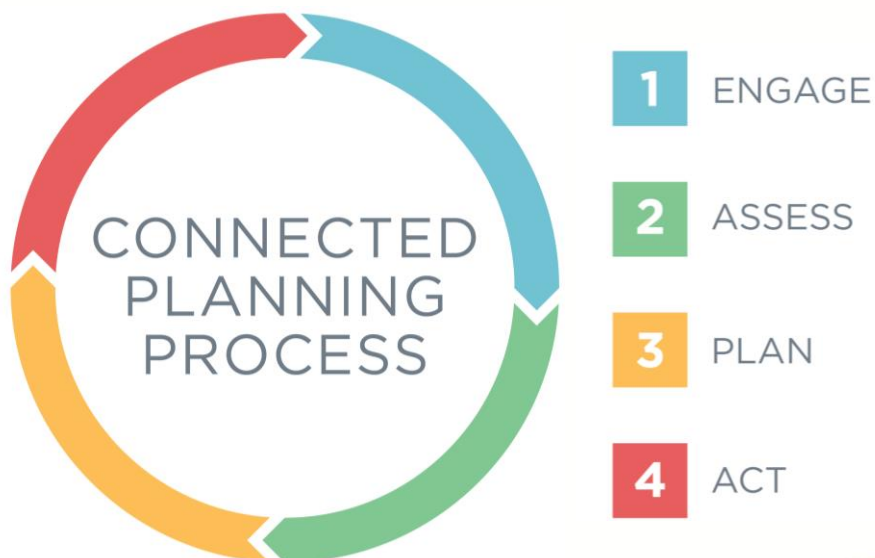 CONNECTED
PLANNING
PROCESS
1 ENGAGE
2 ASSESS
3 PLAN
4 ACT